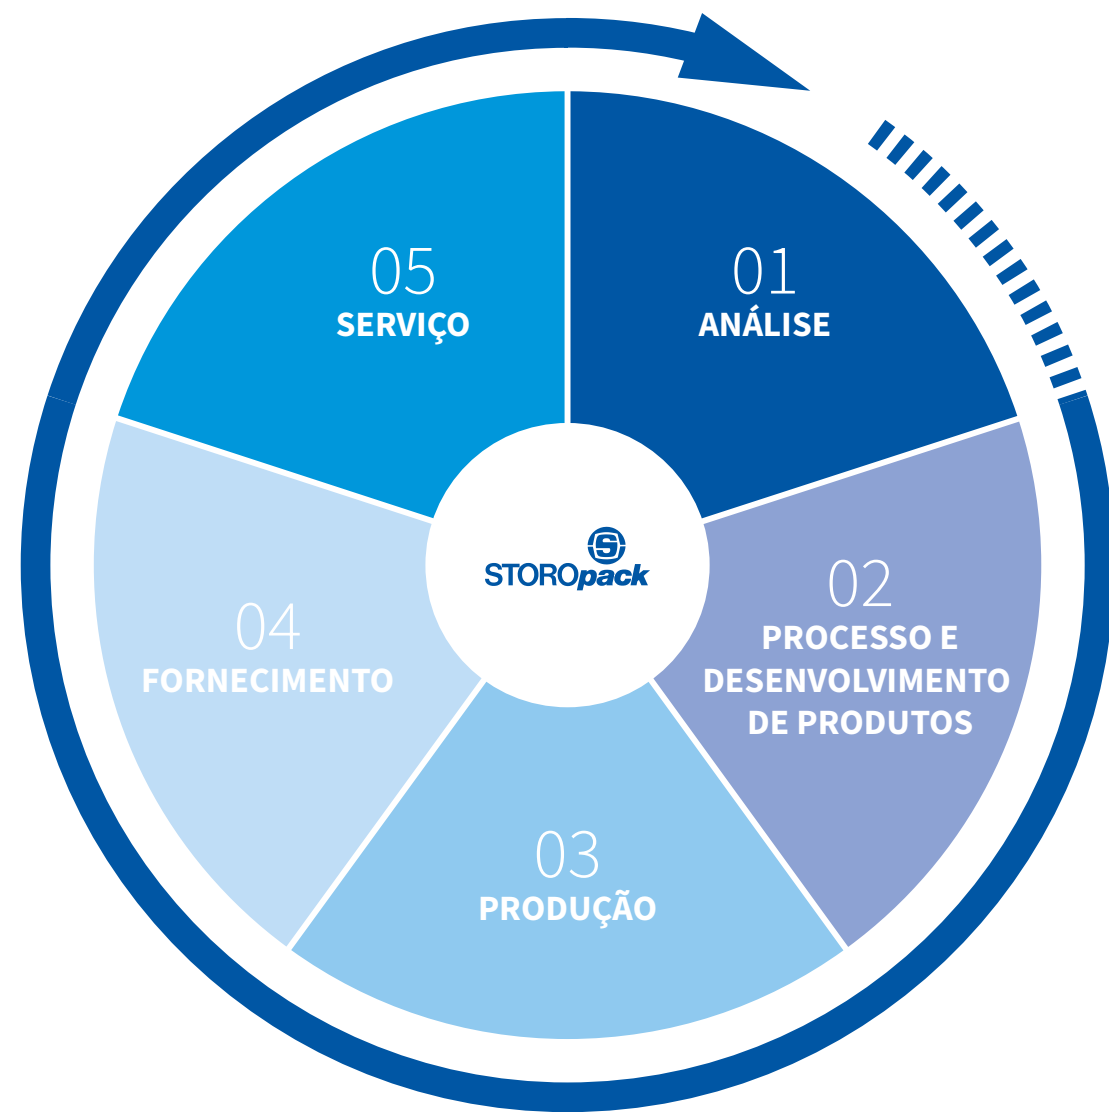 01
ANÁLISE
02
PROCESSO E
DESENVOLVIMENTO
DE PRODUTOS
03
PRODUÇÃO
04
FORNECIMENTO
05
SERVIÇO
S
STOROpack